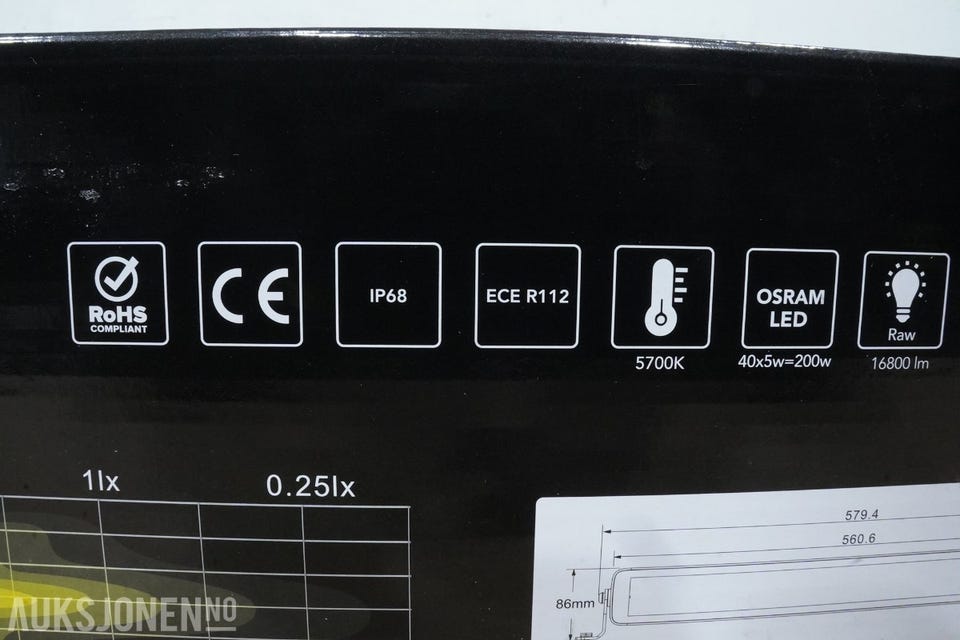 RoHS
COMPLIANT
CE
IP68
ECE R112
5700K
OSRAM
LED
40x5w=200w
Raw
16800 lm
1lx
0.25lx
579.4
560.6
86mm
AUKSJONEN.NO